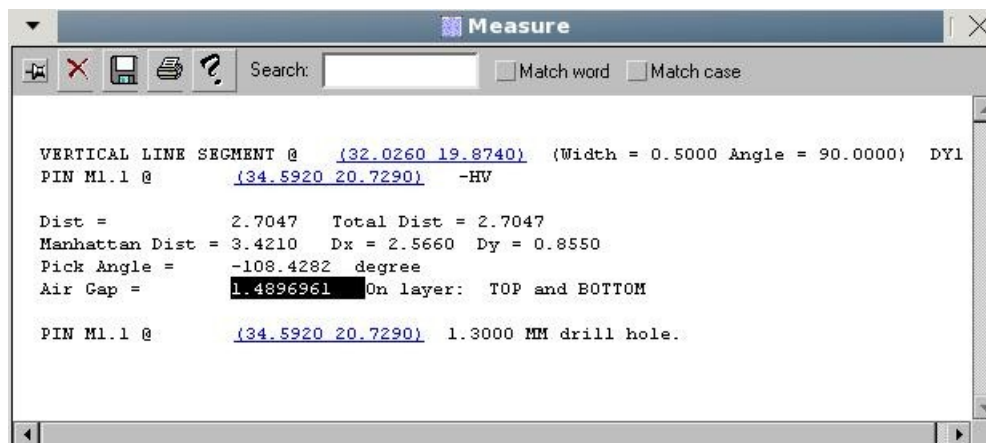 Measure
Search: Match word Match case
VERTICAL LINE SEGMENT @ (32.0260 19.8740) (Width = 0.5000 Angle = 90.0000) DY1
PIN M1.1 @ (34.5920 20.7290) -HV
Dist = 2.7047 Total Dist = 2.7047
Manhattan Dist = 3.4210 Dx = 2.5660 Dy = 0.8550
Pick Angle = -108.4282 degree
Air Gap = 1.4896961 On layer: TOP and BOTTOM
PIN M1.1 @ (34.5920 20.7290) 1.3000 MM drill hole.